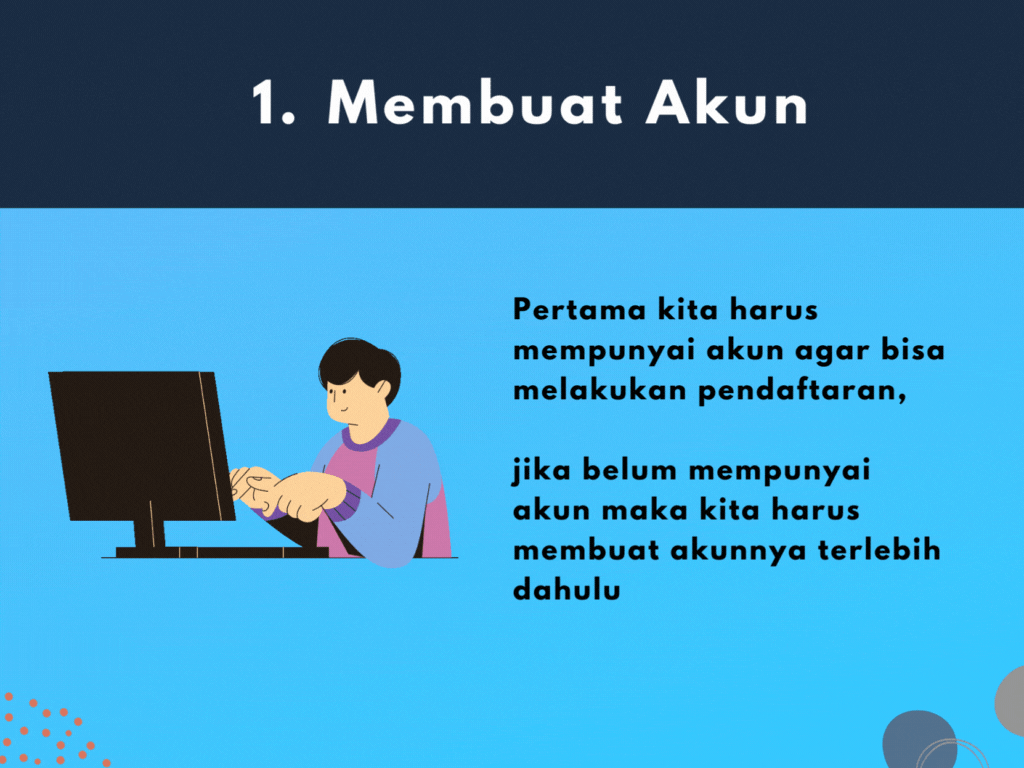 1. Membuat Akun
Pertama kita harus
mempunyai akun agar bisa
melakukan pendaftaran,
jika belum mempunyai
akun maka kita harus
membuat akunnya terlebih
dahulu